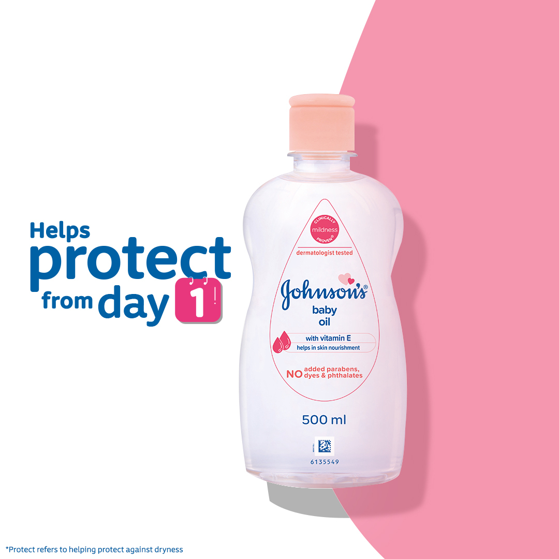 Helps
protect
from day 1
CLINICALLY
mildness
PROVEN
dermatologist tested
Johnson's®
baby
oil
with vitamin E
helps in skin nourishment
NO added parabens,
dyes & phthalates
500 ml
6135549
*Protect refers to helping protect against dryness